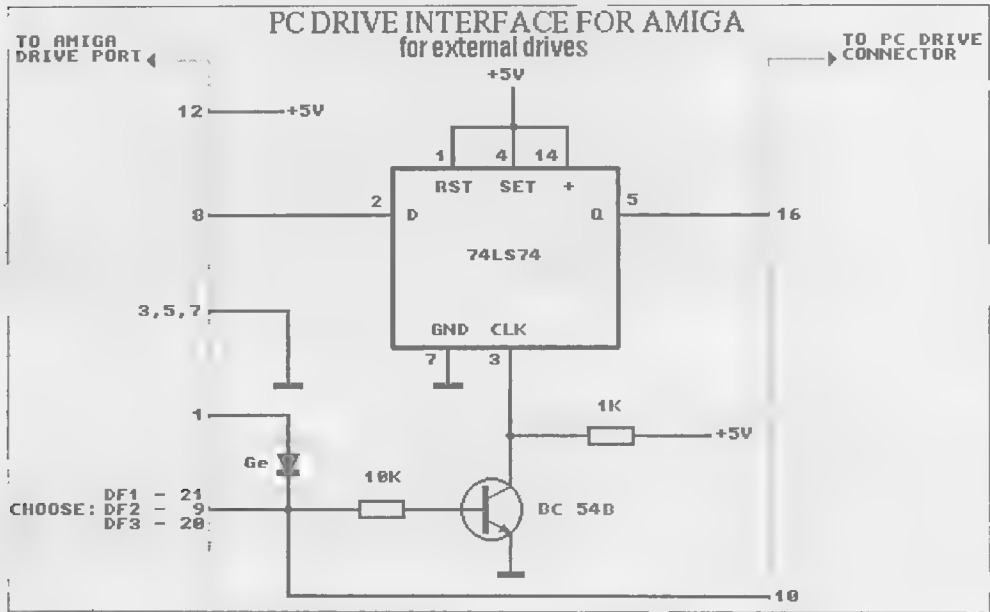 PC DRIVE INTERFACE FOR AMIGA
for external drives
TO AMIGA
DRIVE PORT
TO PC DRIVE
CONNECTOR
+5V
12
+5V
1
4
14
RST
SET
+
8
2
D
Q
5
16
74LS74
3,5,7
GND
CLK
7
3
1
1K
+5V
Ge
10K
CHOOSE:
DF1 - 21
DF2 - 9
DF3 - 20
BC 54B
10